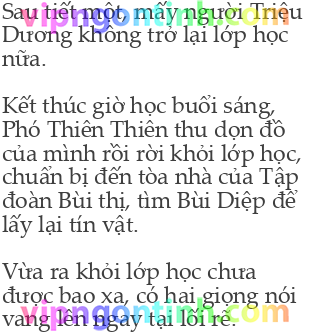 Sau tiết một, mấy người Triệu
Dương không trở lại lớp học
nữa.
Kết thúc giờ học buổi sáng,
Phó Thiên Thiên thu dọn đồ
của mình rồi rời khỏi lớp học,
chuẩn bị đến tòa nhà của Tập
đoàn Bùi thị, tìm Bùi Diệp để
lấy lại tín vật.
Vừa ra khỏi lớp học chưa
được bao xa, có hai giọng nói
vang lên ngay tại lối rẽ.
vipngontinh.com
vipngontinh.com